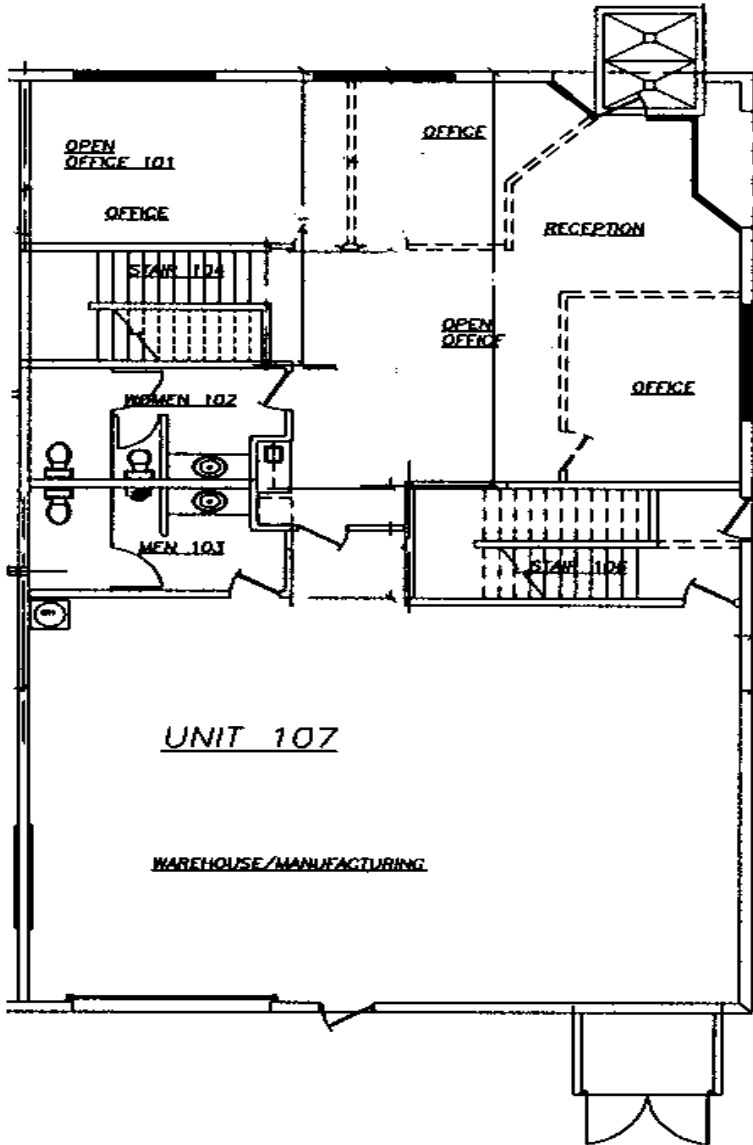 OPEN
OFFICE 101
OFFICE
OFFICE
RECEPTION
STAIR 104
OPEN
OFFICE
OFFICE
WOMEN 102
MEN 103
STAIR 106
UNIT 107
WAREHOUSE/MANUFACTURING